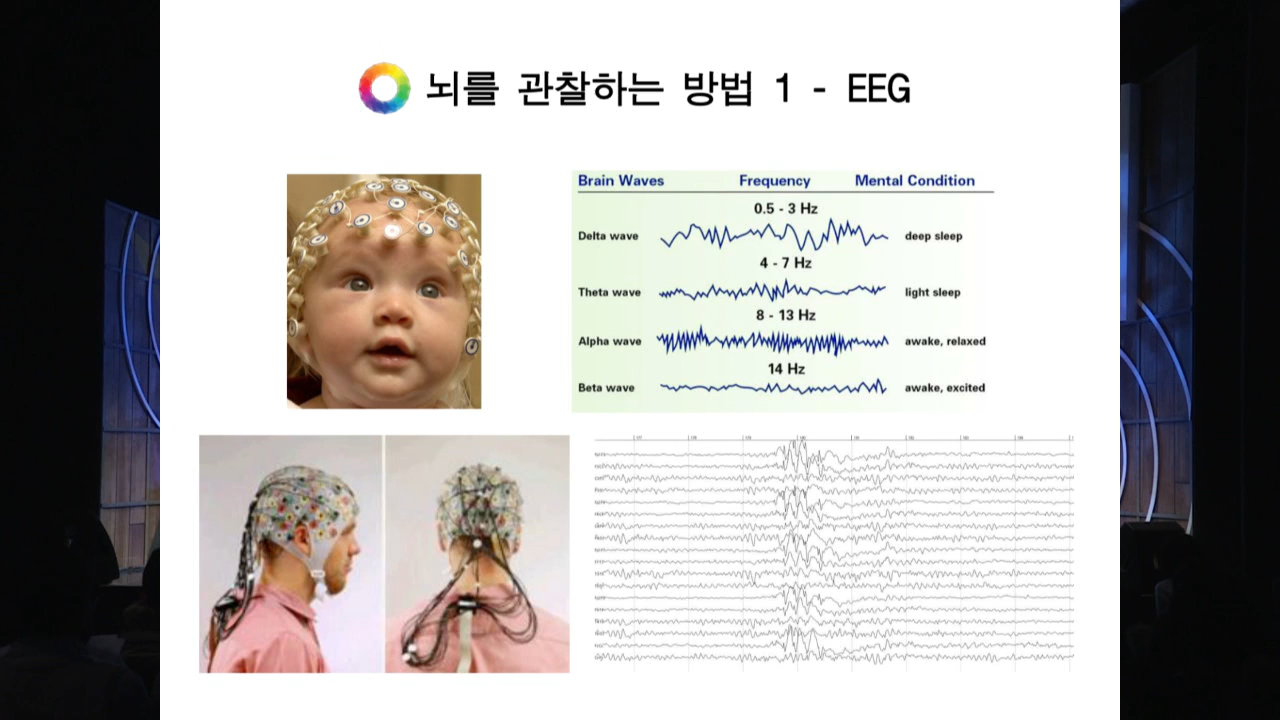 뇌를 관찰하는 방법 1 - EEG
Brain Waves Frequency Mental Condition
0.5 - 3 Hz
Delta wave deep sleep
4 - 7 Hz
Theta wave light sleep
8 - 13 Hz
Alpha wave awake, relaxed
14 Hz
Beta wave awake, excited